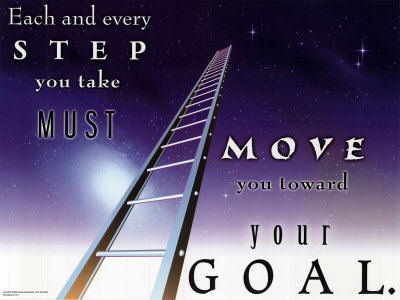 Each and every
STEP
you take
MUST
MOVE
you toward
your
GOAL.